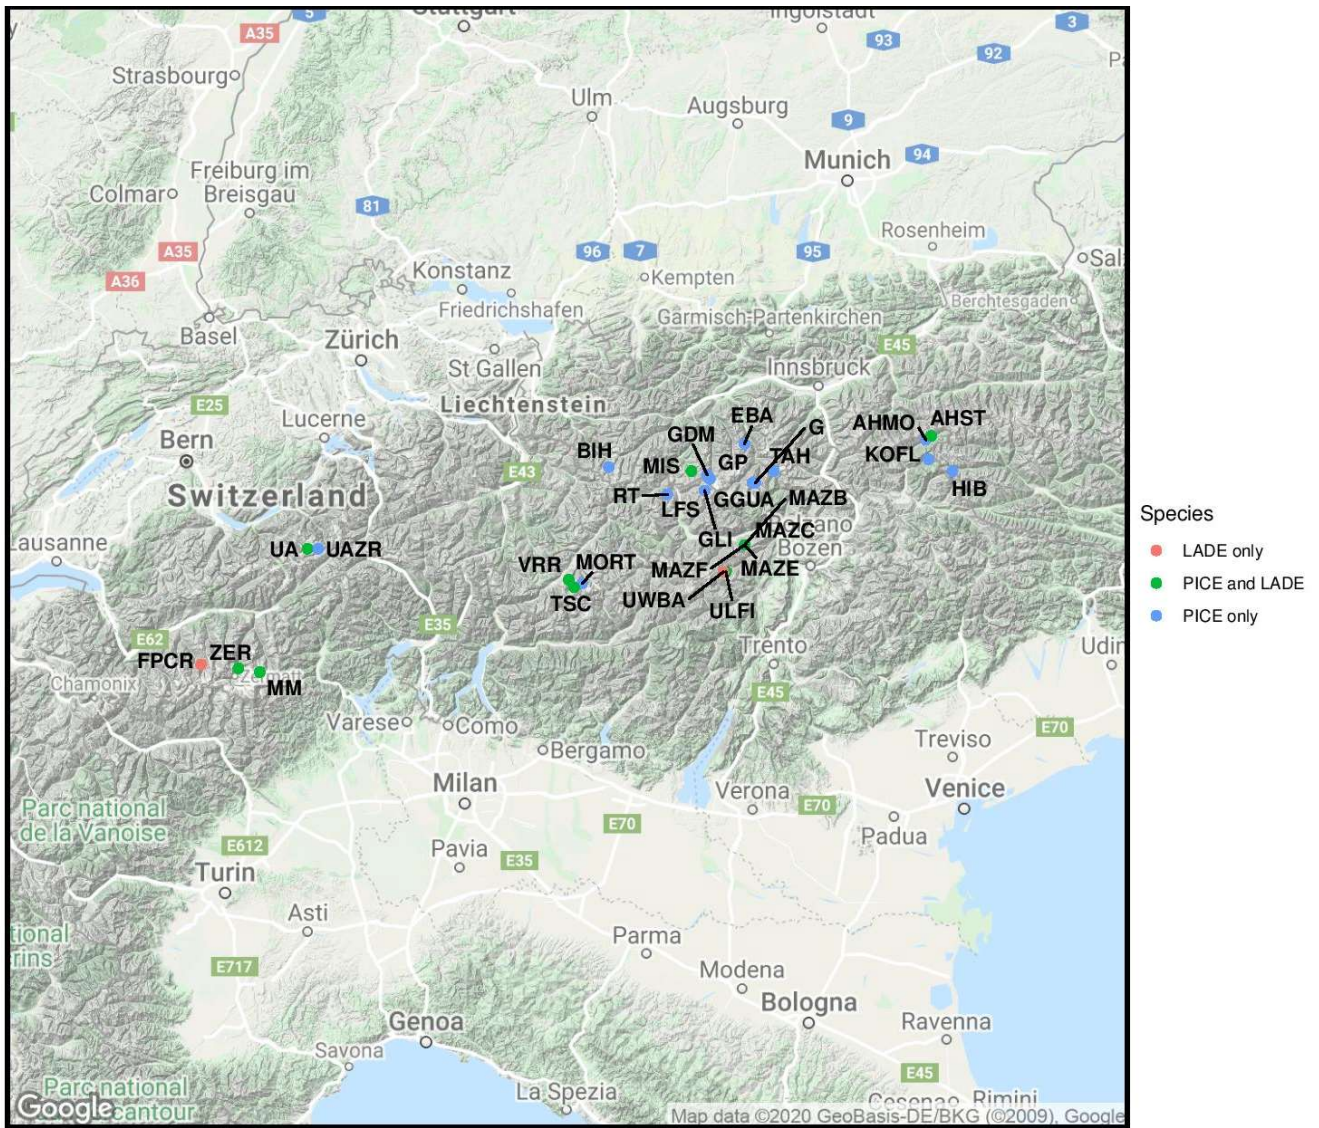 Stuttgart
Ingolstadt
5
A35
3
93
92
Strasbourg
Ulm
Augsburg
9
Munich
94
Freiburg im
Breisgau
Colmar
81
Rosenheim
A35
96
7
95
Sal
A36
Konstanz
Kempten
Friedrichshafen
Berchtesgaden
Basel
Garmisch-Partenkirchen
Zürich
E45
St Gallen
Innsbruck
E25
Liechtenstein
Lucerne
EBA
G
AHMO
AHST
Bern
GDM
BIH
MIS
GP
TAH
KOFL
E43
HIB
Switzerland
RT
LFS
GGUA
MAZB
MAZC
Lausanne
GLI
Bozen
UA
UAZR
VRR
MORT
MAZF
MAZE
TSC
UWBA
ULFI
E35
E62
Trento
Udin
FPCR
ZER
Zermatt
Chamonix
MM
E45
Varese
Como
E70
Bergamo
Treviso
Milan
Verona
Venice
Parc national
de la Vanoise
E70
E70
Padua
E612
Pavia
E35
Turin
Asti
tional
crins
Parma
E717
Modena
Bologna
Genoa
Ravenna
Savona
E45
Parc national
cantour
La Spezia
Cesena
Rimini
Google
Map data ©2020 GeoBasis-DE/BKG (©2009), Google
Species
LADE only
PICE and LADE
PICE only